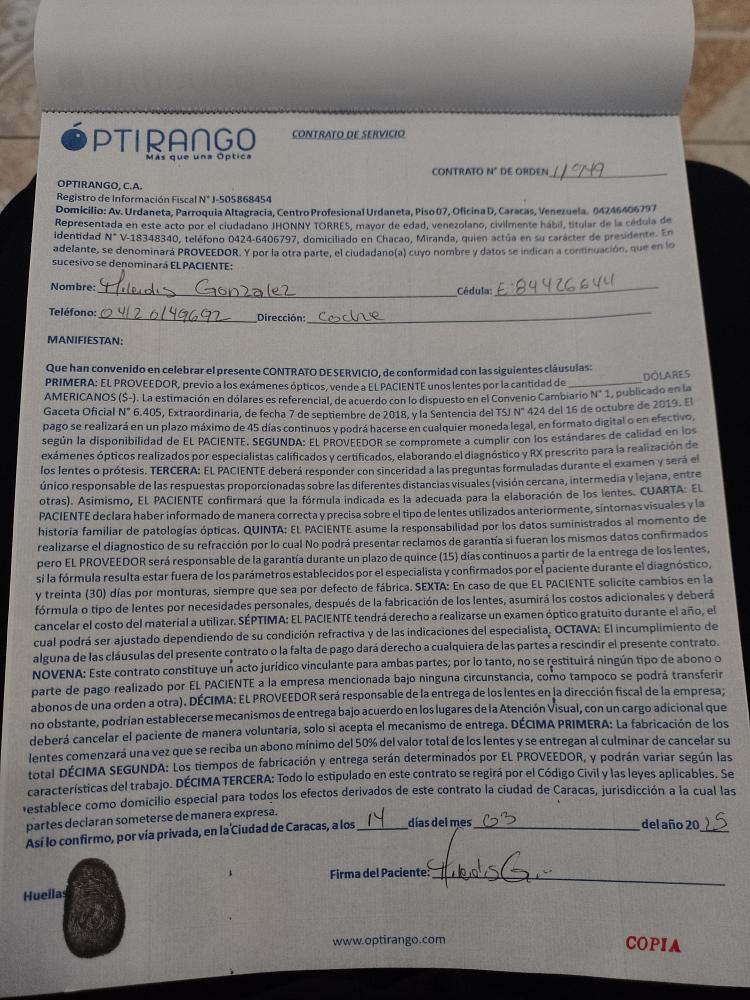 ÓPTIRANGO
Más que una Óptica
CONTRATO DE SERVICIO
CONTRATO N° DE ORDEN
OPTIRANGO, C.A.
Registro de Información Fiscal N° J-505868454
Domicilio: Av. Urdaneta, Parroquia Altagracia, Centro Profesional Urdaneta, Piso 07, Oficina D, Caracas, Venezuela. 04246406797
Representada en este acto por el ciudadano JHONNY TORRES, mayor de edad, venezolano, civilmente hábil, titular de la cédula de
identidad N° V-18348340, teléfono 0424-6406797, domiciliado en Chacao, Miranda, quien actúa en su carácter de presidente. En
adelante, se denominará PROVEEDOR. Y por la otra parte, el ciudadano(a) cuyo nombre y datos se indican a continuación, que en lo
sucesivo se denominará EL PACIENTE:
Nombre: Hileidis Gonzalez Cédula: E:84426644
Teléfono: 04120149692 Dirección: coche
MANIFIESTAN:
Que han convenido en celebrar el presente CONTRATO DE SERVICIO, de conformidad con las siguientes cláusulas:
PRIMERA: EL PROVEEDOR, previo a los exámenes ópticos, vende a EL PACIENTE unos lentes por la cantidad de DÓLARES
AMERICANOS ($-). La estimación en dólares es referencial, de acuerdo con lo dispuesto en el Convenio Cambiario N° 1, publicado en la
Gaceta Oficial N° 6.405, Extraordinaria, de fecha 7 de septiembre de 2018, y la Sentencia del TSJ N° 424 del 16 de octubre de 2019. El
pago se realizará en un plazo máximo de 45 días continuos y podrá hacerse en cualquier moneda legal, en formato digital o en efectivo,
según la disponibilidad de EL PACIENTE. SEGUNDA: EL PROVEEDOR se compromete a cumplir con los estándares de calidad en los
exámenes ópticos realizados por especialistas calificados y certificados, elaborando el diagnóstico y RX prescrito para la realización de
los lentes o prótesis. TERCERA: EL PACIENTE deberá responder con sinceridad a las preguntas formuladas durante el examen y será el
único responsable de las respuestas proporcionadas sobre las diferentes distancias visuales (visión cercana, intermedia y lejana, entre
otras). Asimismo, EL PACIENTE confirmará que la fórmula indicada es la adecuada para la elaboración de los lentes. CUARTA: EL
PACIENTE declara haber informado de manera correcta y precisa sobre el tipo de lentes utilizados anteriormente, síntomas visuales y la
historia familiar de patologías ópticas. QUINTA: EL PACIENTE asume la responsabilidad por los datos suministrados al momento de
realizarse el diagnostico de su refracción por lo cual No podrá presentar reclamos de garantía si fueran los mismos datos confirmados
pero EL PROVEEDOR será responsable de la garantía durante un plazo de quince (15) días continuos a partir de la entrega de los lentes,
si la fórmula resulta estar fuera de los parámetros establecidos por el especialista y confirmados por el paciente durante el diagnóstico,
y treinta (30) días por monturas, siempre que sea por defecto de fábrica. SEXTA: En caso de que EL PACIENTE solicite cambios en la
fórmula o tipo de lentes por necesidades personales, después de la fabricación de los lentes, asumirá los costos adicionales y deberá
cancelar el costo del material a utilizar. SÉPTIMA: EL PACIENTE tendrá derecho a realizarse un examen óptico gratuito durante el año, el
cual podrá ser ajustado dependiendo de su condición refractiva y de las indicaciones del especialista. OCTAVA: El incumplimiento de
alguna de las cláusulas del presente contrato o la falta de pago dará derecho a cualquiera de las partes a rescindir el presente contrato.
NOVENA: Este contrato constituye un acto jurídico vinculante para ambas partes; por lo tanto, no se restituirá ningún tipo de abono o
parte de pago realizado por EL PACIENTE a la empresa mencionada bajo ninguna circunstancia, como tampoco se podrá transferir
abonos de una orden a otra). DÉCIMA: EL PROVEEDOR será responsable de la entrega de los lentes en la dirección fiscal de la empresa;
no obstante, podrían establecerse mecanismos de entrega bajo acuerdo en los lugares de la Atención Visual, con un cargo adicional que
deberá cancelar el paciente de manera voluntaria, solo si acepta el mecanismo de entrega. DÉCIMA PRIMERA: La fabricación de los
lentes comenzará una vez que se reciba un abono mínimo del 50% del valor total de los lentes y se entregan al culminar de cancelar su
total DÉCIMA SEGUNDA: Los tiempos de fabricación y entrega serán determinados por EL PROVEEDOR, y podrán variar según las
características del trabajo. DÉCIMA TERCERA: Todo lo estipulado en este contrato se regirá por el Código Civil y las leyes aplicables. Se
establece como domicilio especial para todos los efectos derivados de este contrato la ciudad de Caracas, jurisdicción a la cual las
partes declaran someterse de manera expresa.
Así lo confirmo, por vía privada, en la Ciudad de Caracas, a los 14 días del mes 03 del año 2025
Firma del Paciente: Hileidis G.
Huellas
www.optirango.com
COPIA